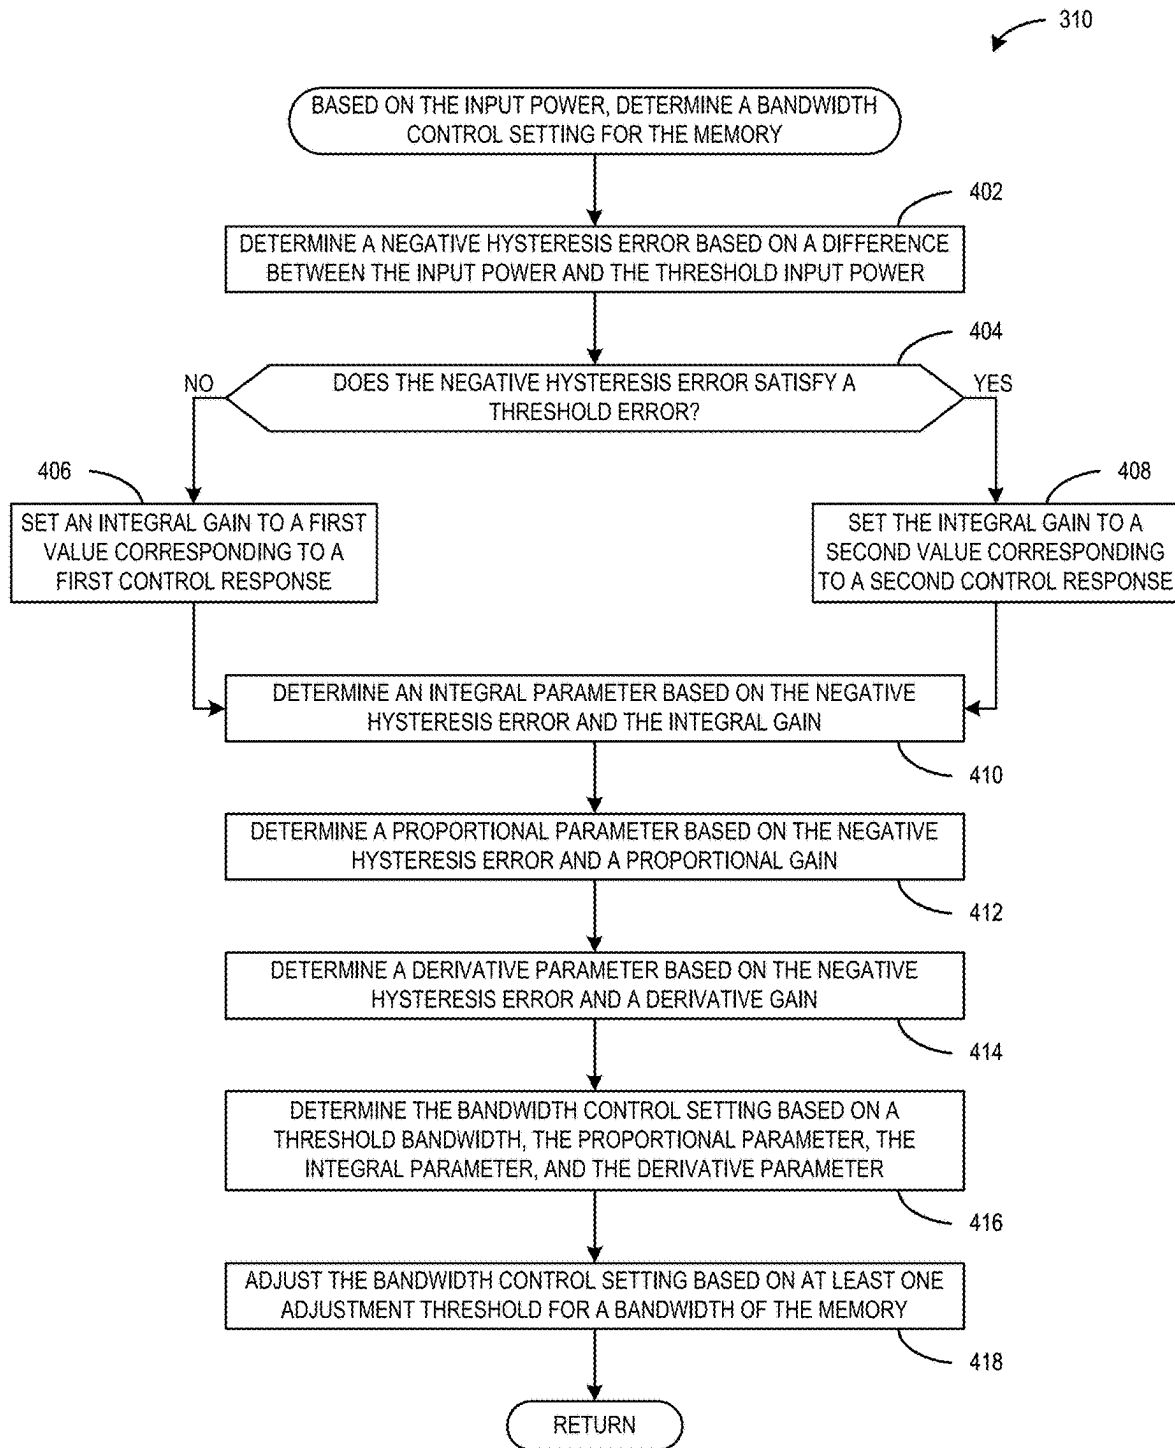 310
BASED ON THE INPUT POWER, DETERMINE A BANDWIDTH
CONTROL SETTING FOR THE MEMORY
402
DETERMINE A NEGATIVE HYSTERESIS ERROR BASED ON A DIFFERENCE
BETWEEN THE INPUT POWER AND THE THRESHOLD INPUT POWER
404
NO
DOES THE NEGATIVE HYSTERESIS ERROR SATISFY A
THRESHOLD ERROR?
YES
406
SET AN INTEGRAL GAIN TO A FIRST
VALUE CORRESPONDING TO A
FIRST CONTROL RESPONSE
408
SET THE INTEGRAL GAIN TO A
SECOND VALUE CORRESPONDING
TO A SECOND CONTROL RESPONSE
DETERMINE AN INTEGRAL PARAMETER BASED ON THE NEGATIVE
HYSTERESIS ERROR AND THE INTEGRAL GAIN
410
DETERMINE A PROPORTIONAL PARAMETER BASED ON THE NEGATIVE
HYSTERESIS ERROR AND A PROPORTIONAL GAIN
412
DETERMINE A DERIVATIVE PARAMETER BASED ON THE NEGATIVE
HYSTERESIS ERROR AND A DERIVATIVE GAIN
414
DETERMINE THE BANDWIDTH CONTROL SETTING BASED ON A
THRESHOLD BANDWIDTH, THE PROPORTIONAL PARAMETER, THE
INTEGRAL PARAMETER, AND THE DERIVATIVE PARAMETER
416
ADJUST THE BANDWIDTH CONTROL SETTING BASED ON AT LEAST ONE
ADJUSTMENT THRESHOLD FOR A BANDWIDTH OF THE MEMORY
418
RETURN